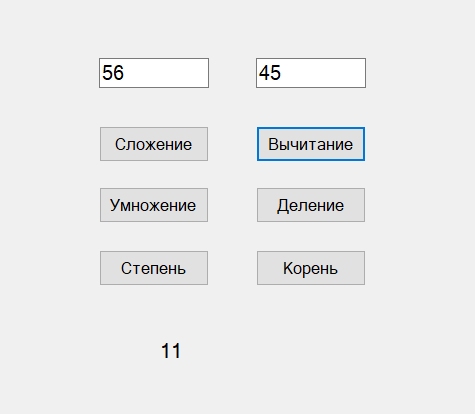 56 45
Сложение Вычитание
Умножение Деление
Степень Корень
11